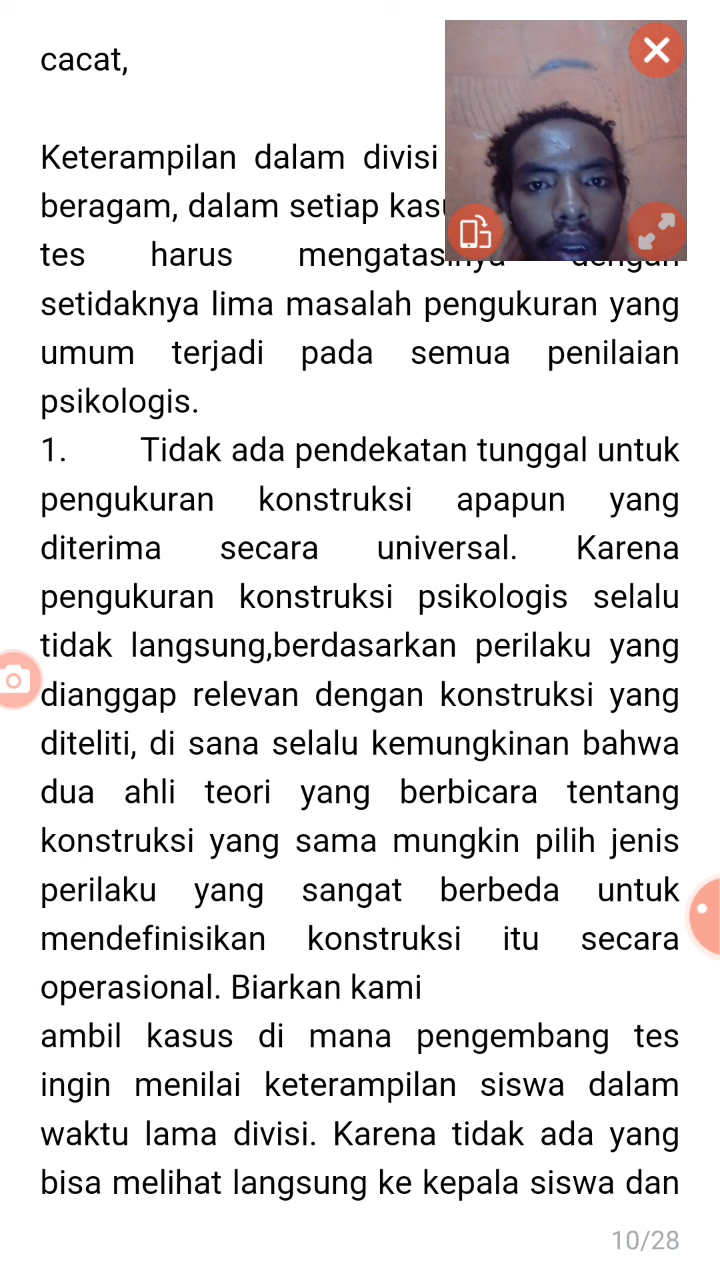 cacat,
Keterampilan dalam divisi
beragam, dalam setiap
tes harus
setidaknya lima masalah pengukuran yang
umum terjadi pada semua penilaian
psikologis.
1. Tidak ada pendekatan tunggal untuk
pengukuran konstruksi apapun yang
diterima secara universal. Karena
pengukuran konstruksi psikologis selalu
tidak langsung,berdasarkan perilaku yang
dianggap relevan dengan konstruksi yang
diteliti, di sana selalu kemungkinan bahwa
dua ahli teori yang berbicara tentang
konstruksi yang sama mungkin pilih jenis
perilaku yang sangat berbeda untuk
mendefinisikan konstruksi itu secara
operasional. Biarkan kami
ambil kasus di mana pengembang tes
ingin menilai keterampilan siswa dalam
waktu lama divisi. Karena tidak ada yang
bisa melihat langsung ke kepala siswa dan
10/28